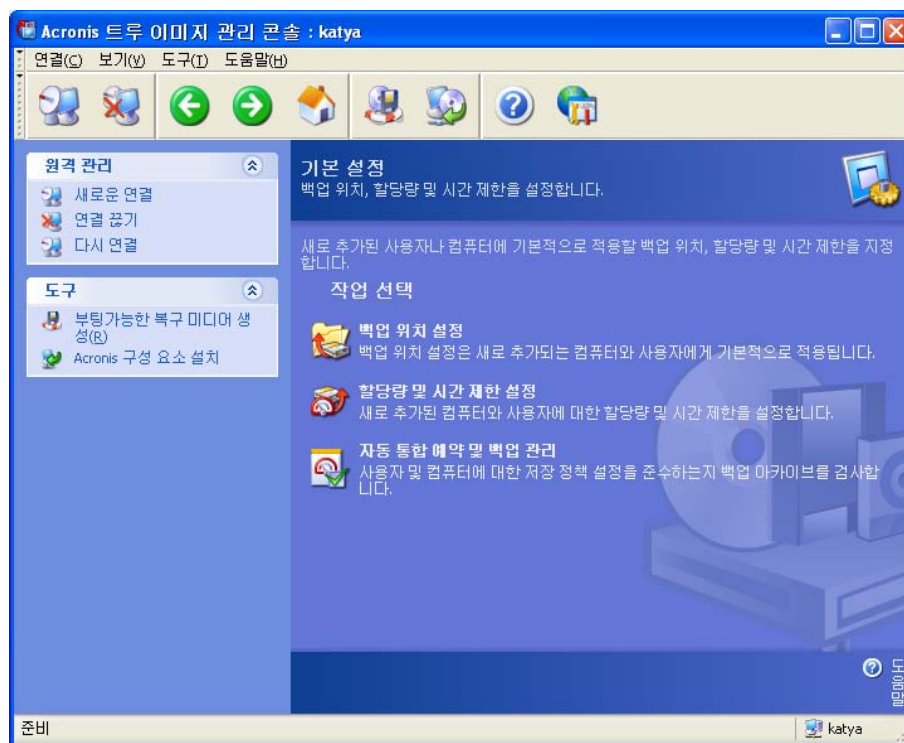 Acronis 트루 이미지 관리 콘솔 : katya
연결(C) 보기(V) 도구(T) 도움말(H)
원격 관리
새로운 연결
연결 끊기
다시 연결
도구
부팅가능한 복구 미디어 생
성(R)
Acronis 구성 요소 설치
기본 설정
백업 위치, 할당량 및 시간 제한을 설정합니다.
새로 추가된 사용자나 컴퓨터에 기본적으로 적용할 백업 위치, 할당량 및 시간 제한을 지정
합니다.
작업 선택
백업 위치 설정
백업 위치 설정은 새로 추가되는 컴퓨터와 사용자에게 기본적으로 적용됩니다.
할당량 및 시간 제한 설정
새로 추가된 컴퓨터와 사용자에 대한 할당량 및 시간 제한을 설정합니다.
자동 통합 예약 및 백업 관리
사용자 및 컴퓨터에 대한 저장 정책 설정을 준수하는지 백업 아카이브를 검사합
니다.
도움말
준비
katya